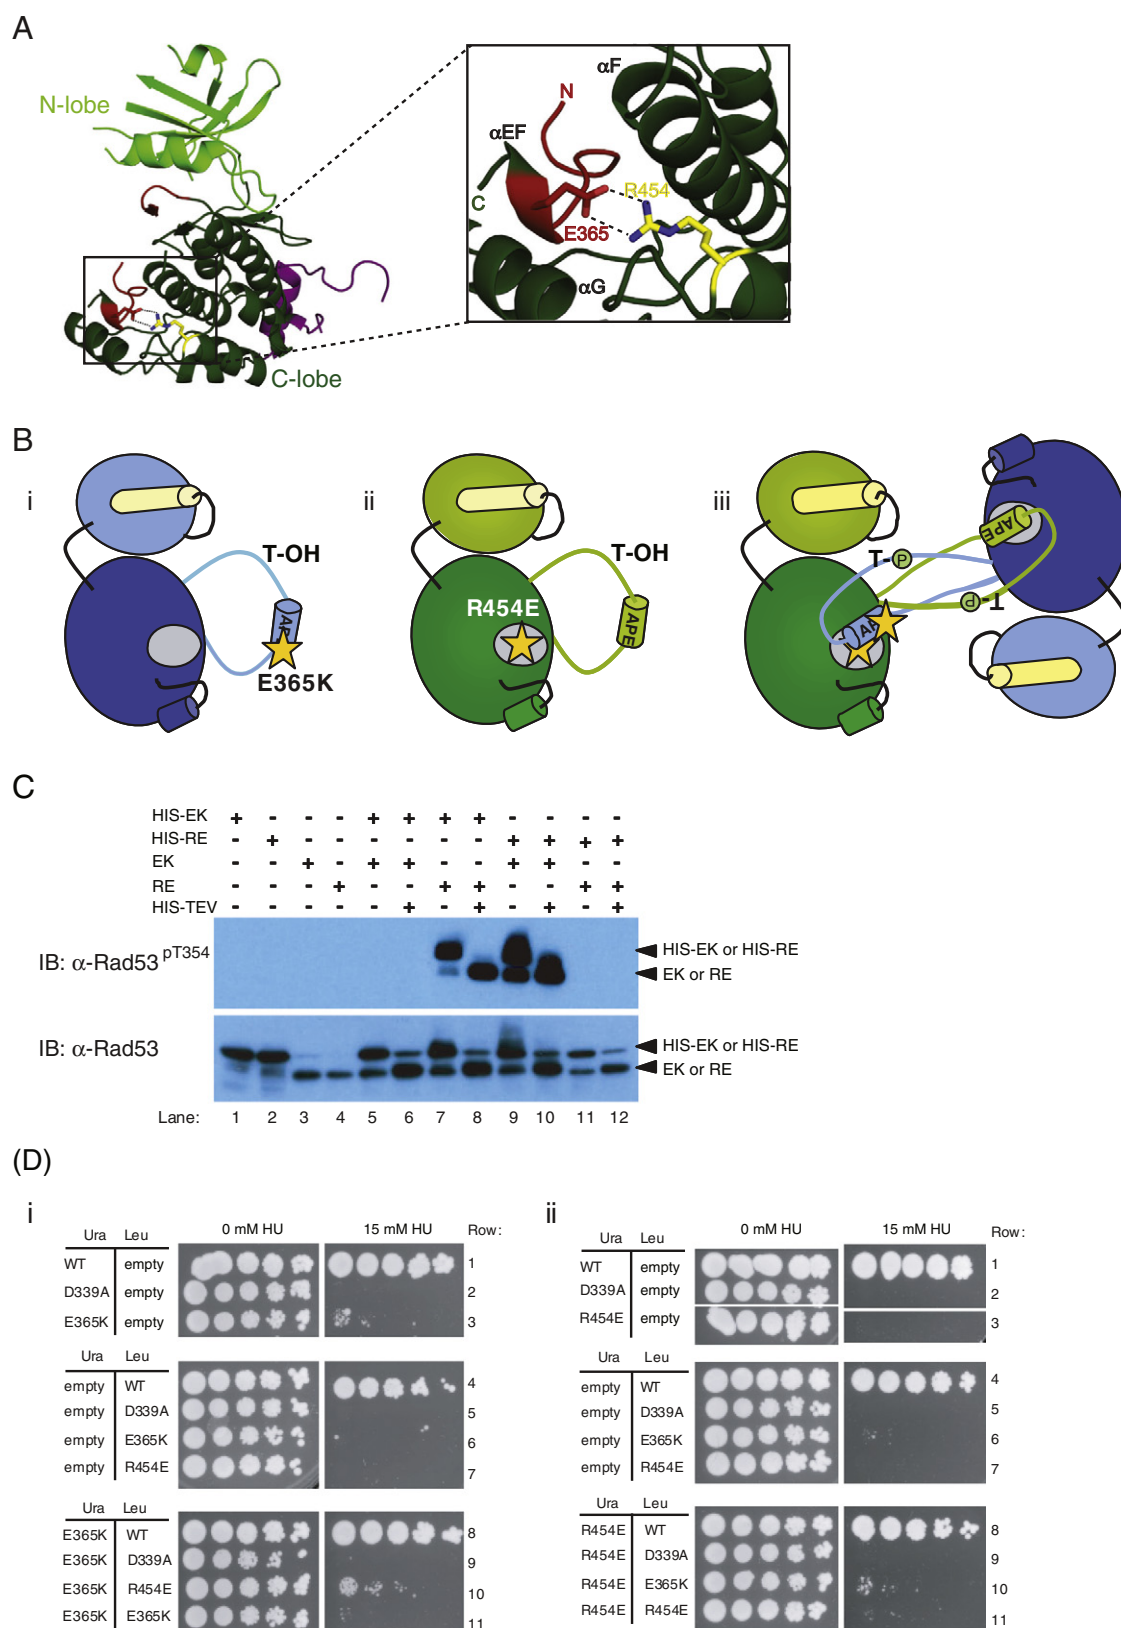 A
N-lobe
C-lobe
αF
N
αEF
R454
C
E365
αG
B
i
ii
iii
T-OH
AP
E365K
T-OH
R454E
APE
APE
T-P
T-P
AP
C
HIS-EK + - - - + + + + - - - -
HIS-RE - + - - - - - - + + + +
EK - - + - + + - - + + - -
RE - - - + - - + + - - + +
HIS-TEV - - - - - + - + - + - +
IB: α-Rad53 pT354
HIS-EK or HIS-RE
EK or RE
IB: α-Rad53
HIS-EK or HIS-RE
EK or RE
Lane: 1 2 3 4 5 6 7 8 9 10 11 12
(D)
i
Ura Leu 0 mM HU 15 mM HU Row:
WT empty 1
D339A empty 2
E365K empty 3
Ura Leu
empty WT 4
empty D339A 5
empty E365K 6
empty R454E 7
Ura Leu
E365K WT 8
E365K D339A 9
E365K R454E 10
E365K E365K 11
ii
Ura Leu 0 mM HU 15 mM HU Row:
WT empty 1
D339A empty 2
R454E empty 3
Ura Leu
empty WT 4
empty D339A 5
empty E365K 6
empty R454E 7
Ura Leu
R454E WT 8
R454E D339A 9
R454E E365K 10
R454E R454E 11